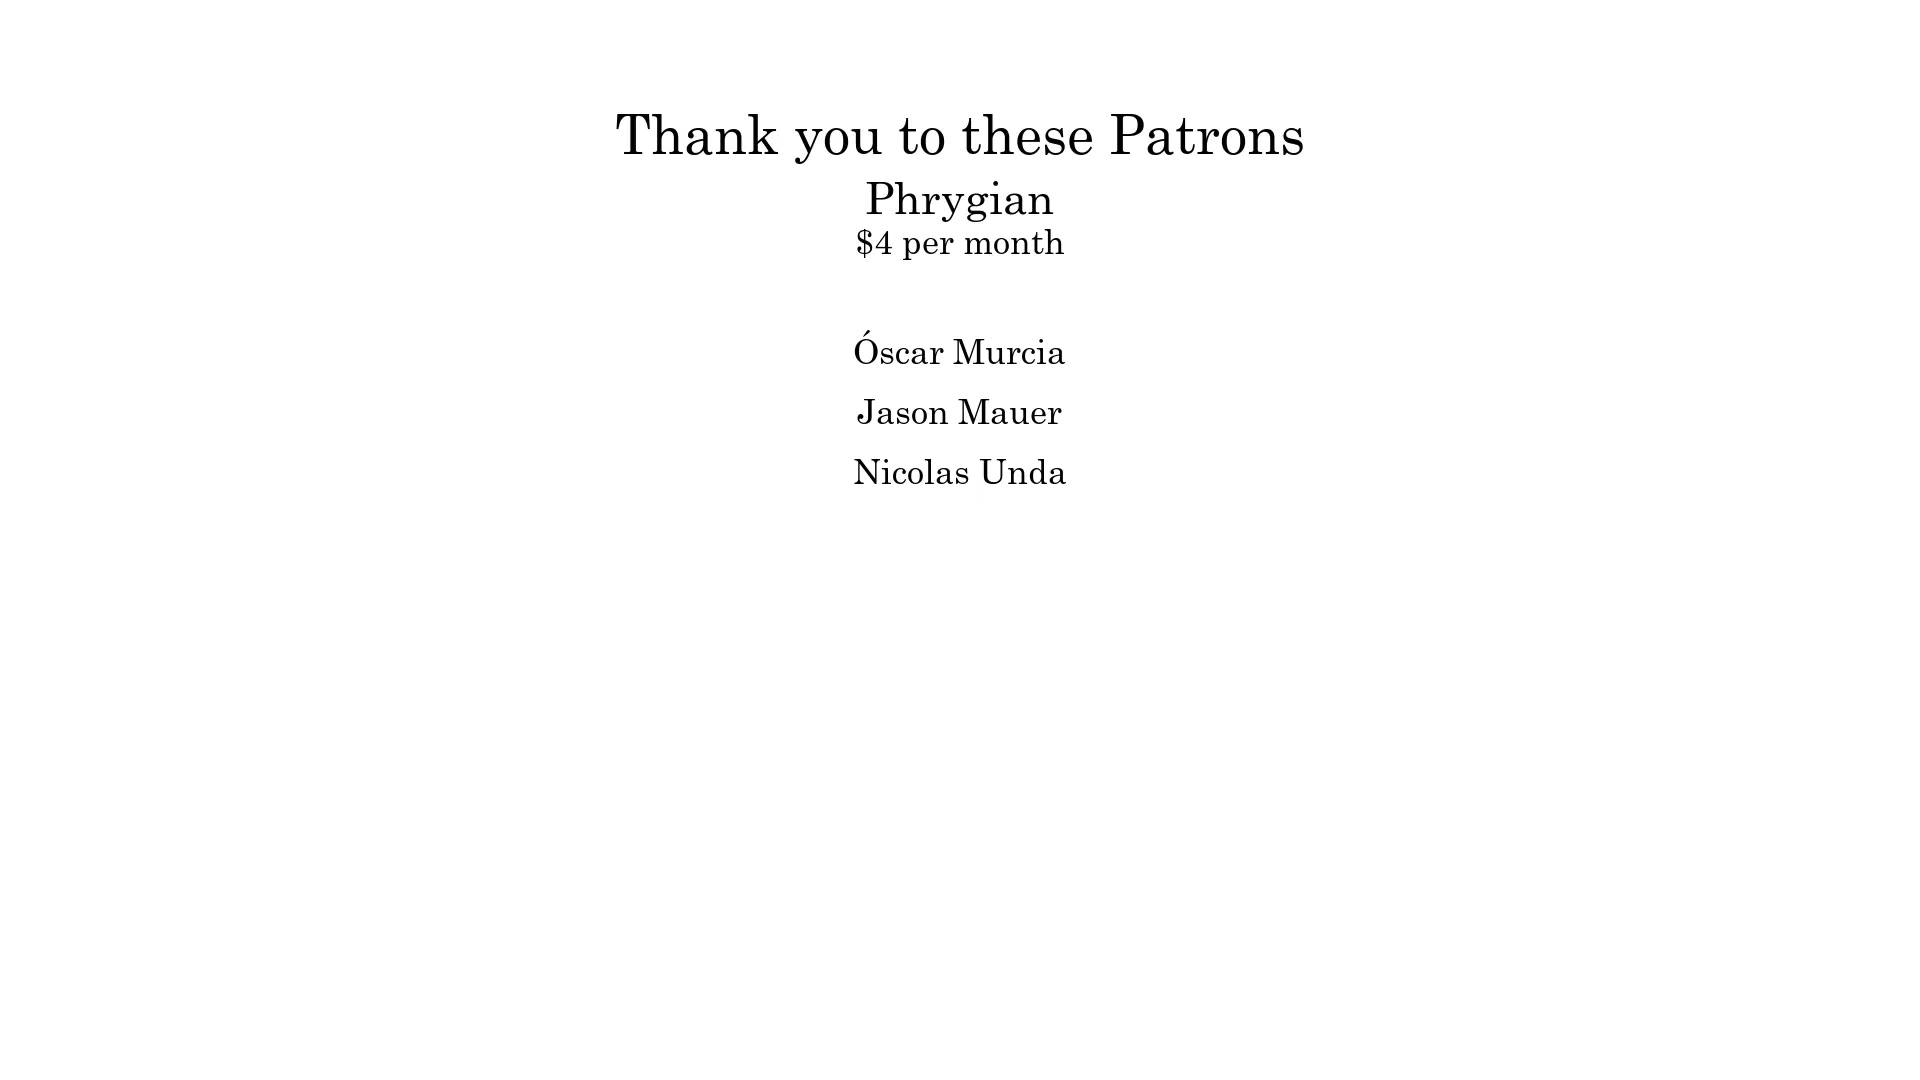 Thank you to these Patrons
Phrygian
$4 per month
Óscar Murcia
Jason Mauer
Nicolas Unda